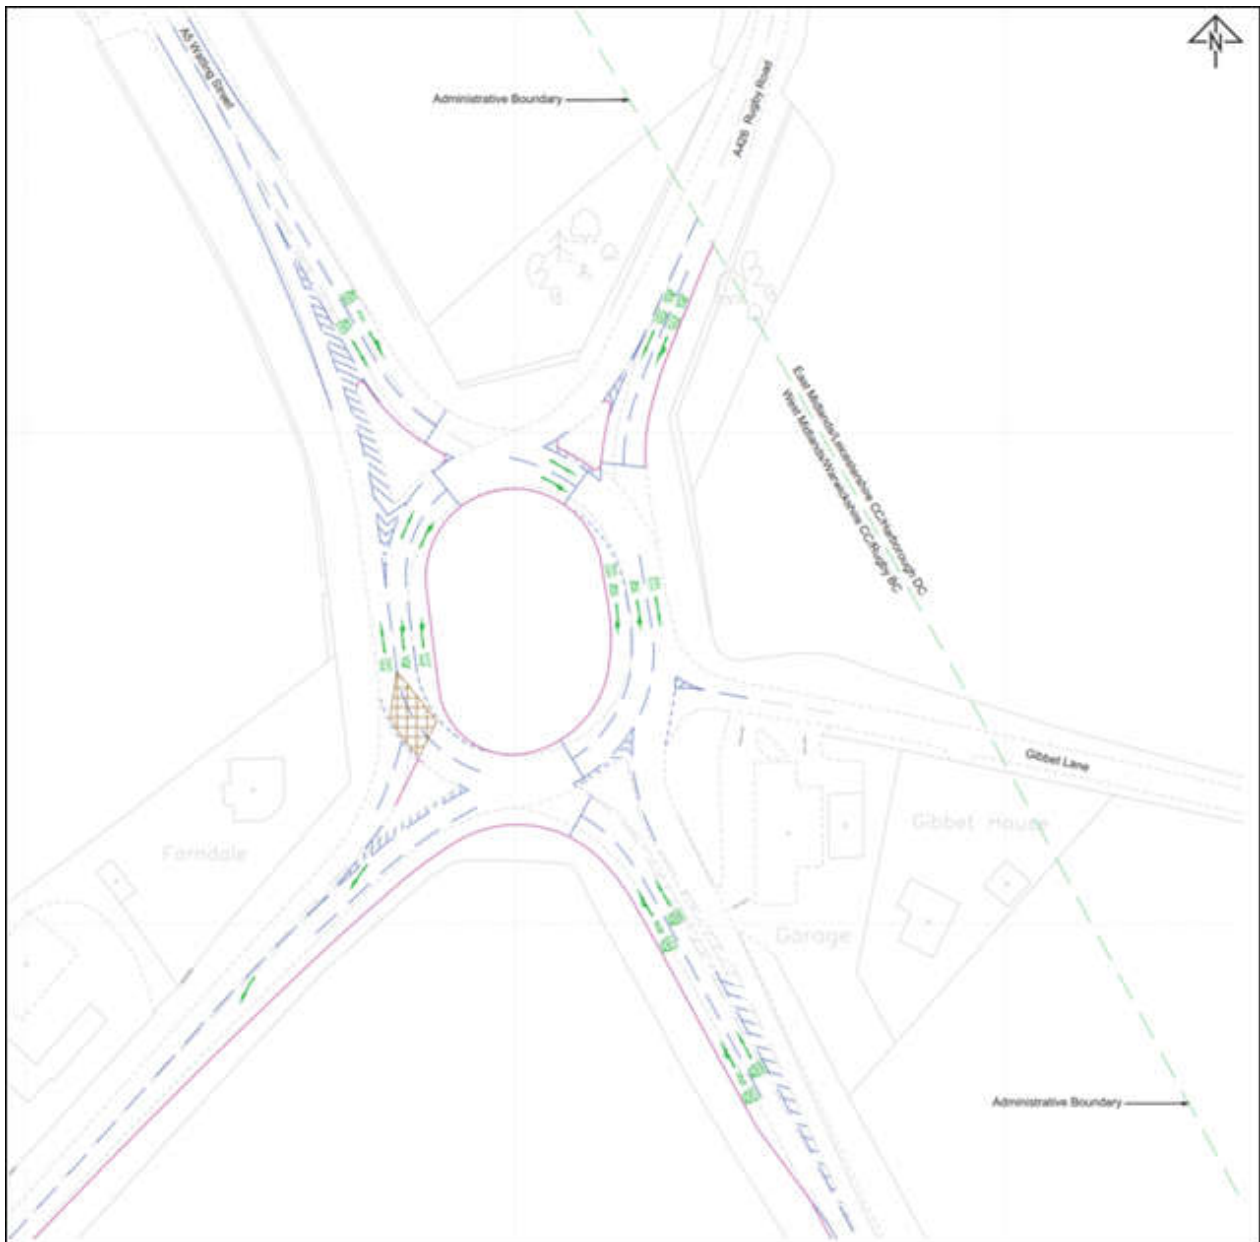 N
A5 Watling Street
Administrative Boundary
A426 Rugby Road
East Midlands/Leicestershire CC/Harborough DC
West Midlands/Warwickshire CC/Rugby BC
Gibbet Lane
Gibbet House
Farndale
Garage
Administrative Boundary